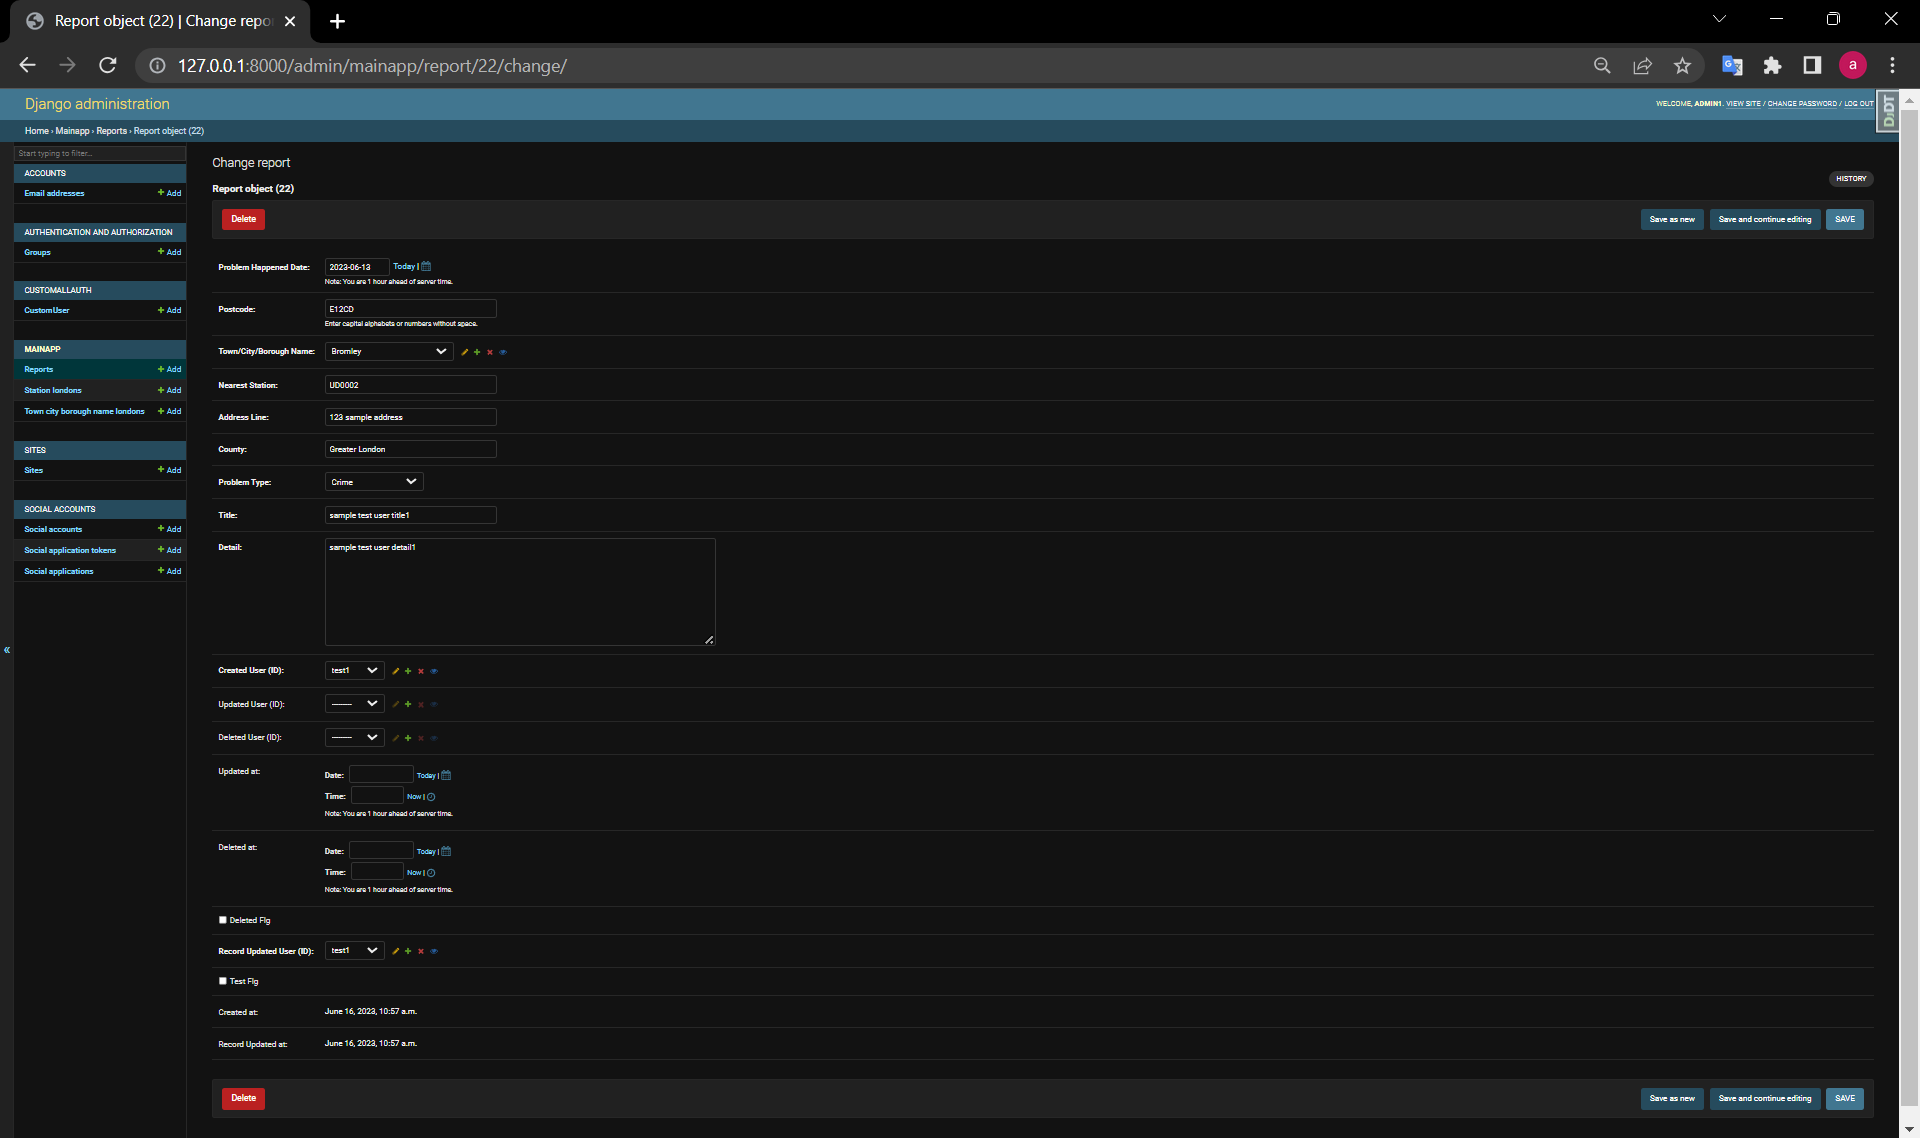 Report object (22) | Change repo
127.0.0.1:8000/admin/mainapp/report/22/change/
a
Django administration
WELCOME, ADMIN1. VIEW SITE / CHANGE PASSWORD / LOG OUT
DJDT
Home › Mainapp › Reports › Report object (22)
Start typing to filter...
ACCOUNTS
Email addresses + Add
AUTHENTICATION AND AUTHORIZATION
Groups + Add
CUSTOMALLAUTH
CustomUser + Add
MAINAPP
Reports + Add
Station londons + Add
Town city borough name londons + Add
SITES
Sites + Add
SOCIAL ACCOUNTS
Social accounts + Add
Social application tokens + Add
Social applications + Add
«
Change report
Report object (22)
HISTORY
Delete
Save as new Save and continue editing SAVE
Problem Happened Date: 2023-06-13 Today |
Note: You are 1 hour ahead of server time.
Postcode: E12CD
Enter capital alphabets or numbers without space.
Town/City/Borough Name: Bromley
Nearest Station: UD0002
Address Line: 123 sample address
County: Greater London
Problem Type: Crime
Title: sample test user title1
Detail: sample test user detail1
Created User (ID): test1
Updated User (ID): ---------
Deleted User (ID): ---------
Updated at: Date: Today |
Time: Now |
Note: You are 1 hour ahead of server time.
Deleted at: Date: Today |
Time: Now |
Note: You are 1 hour ahead of server time.
Deleted Flg
Record Updated User (ID): test1
Test Flg
Created at: June 16, 2023, 10:57 a.m.
Record Updated at: June 16, 2023, 10:57 a.m.
Delete
Save as new Save and continue editing SAVE